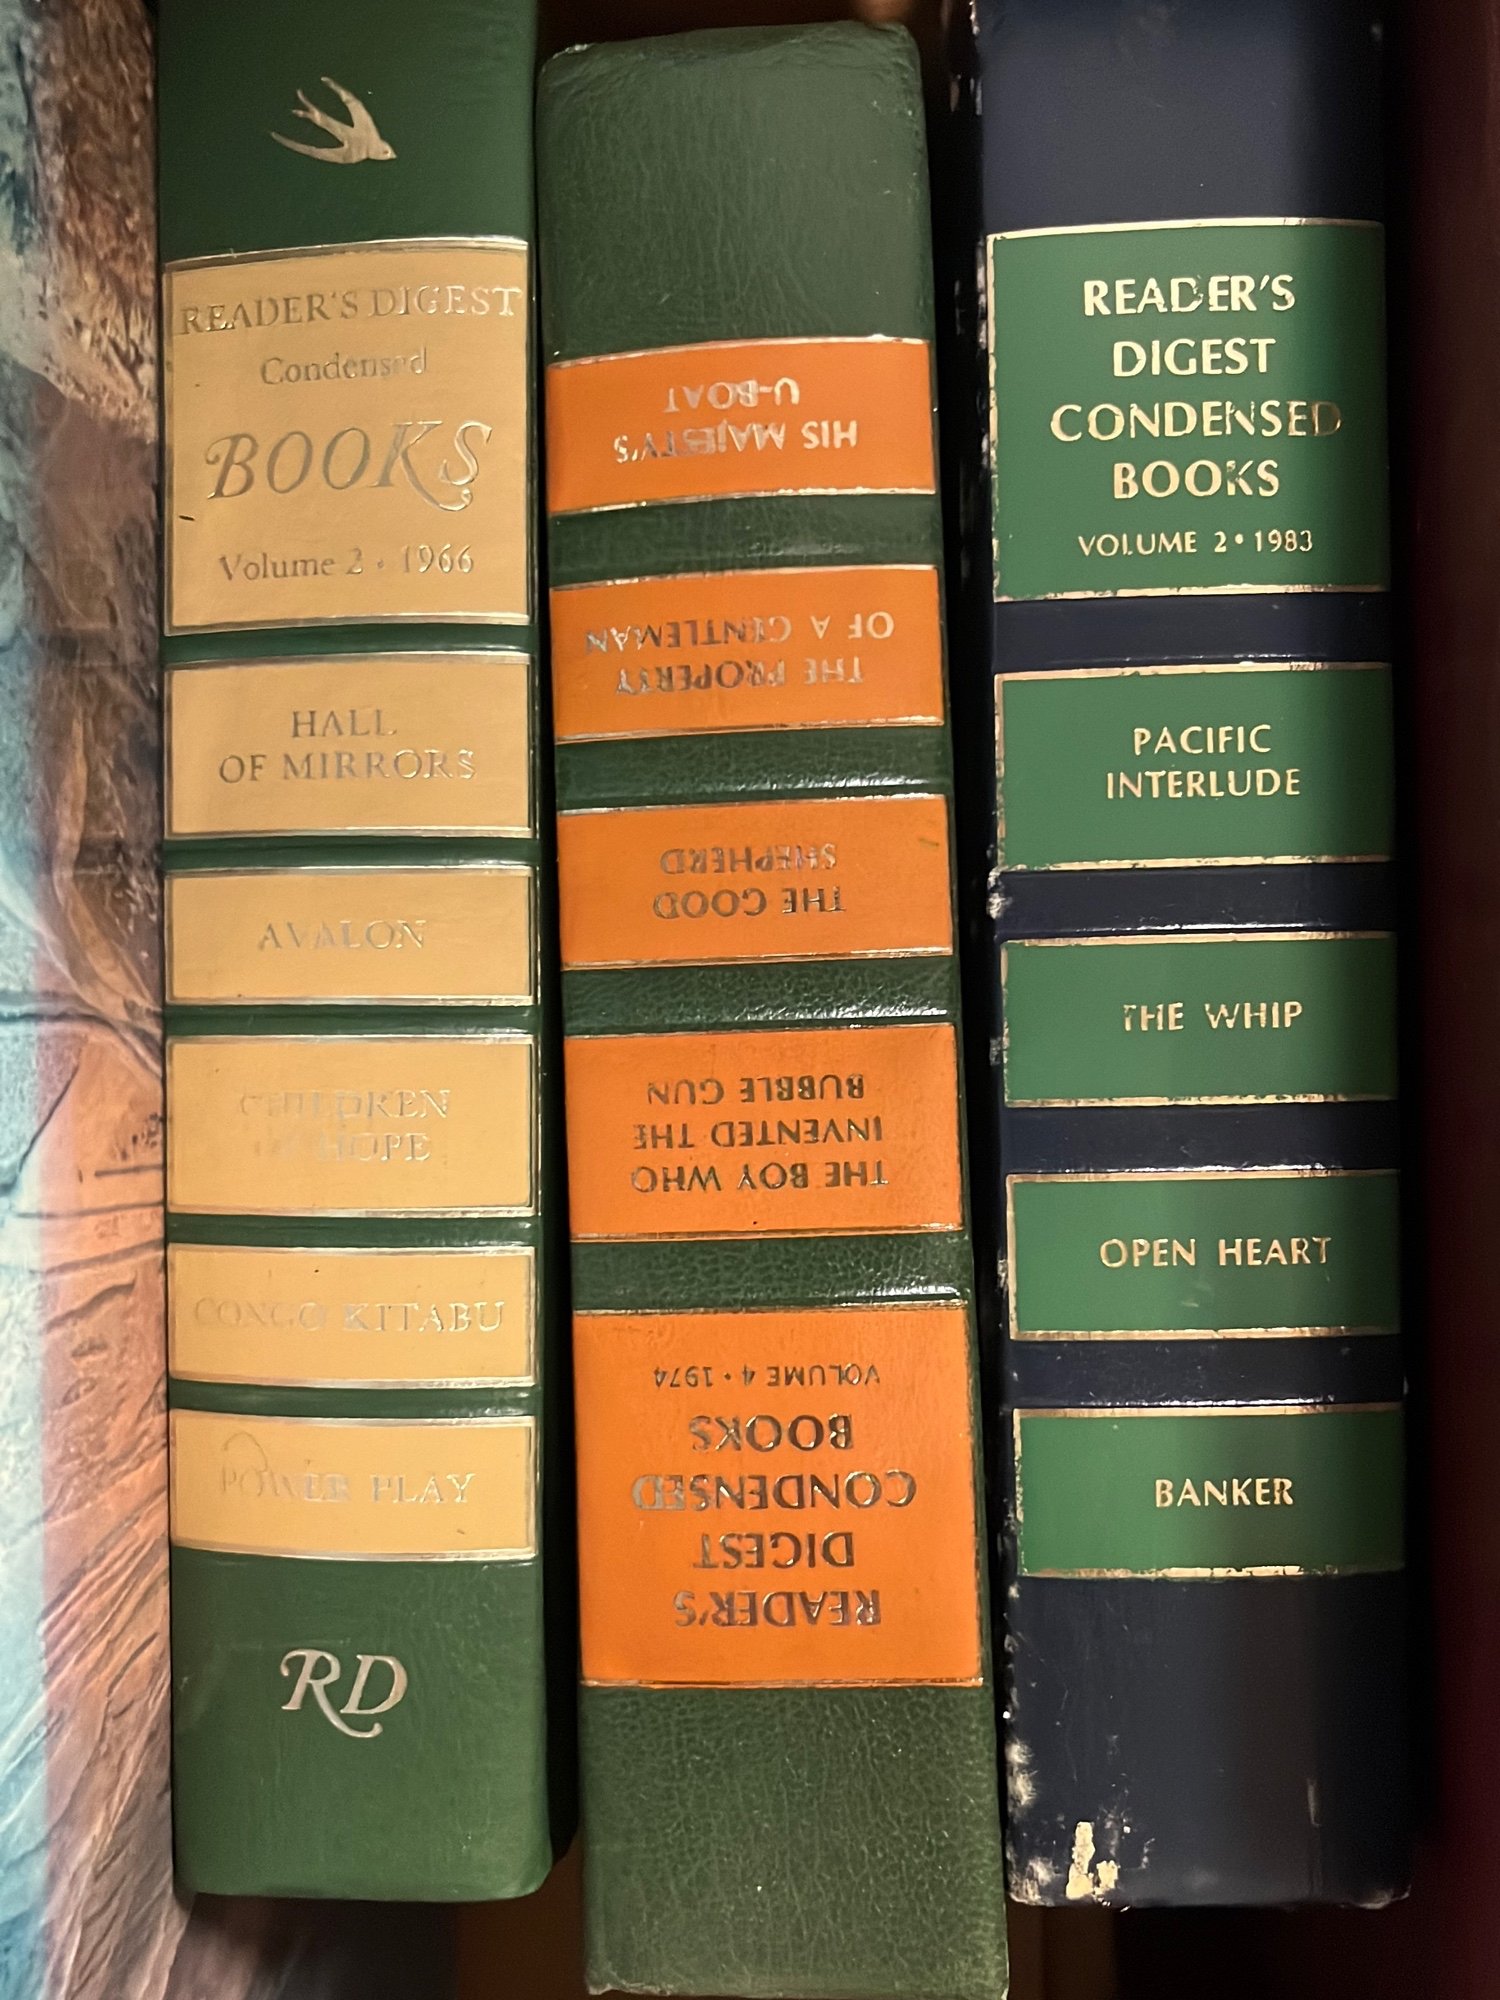 READER'S DIGEST
Condensed
BOOKS
Volume 2 • 1966
HALL
OF MIRRORS
AVALON
CHILDREN
OF HOPE
CONGO KITABU
POWER PLAY
RD
READER'S
DIGEST
CONDENSED
BOOKS
VOLUME 4 • 1974
THE BOY WHO
INVENTED THE
BUBBLE GUN
THE GOOD
SHEPHERD
THE PROPERTY
OF A GENTLEMAN
HIS MAJESTY'S
U-BOAT
READER'S
DIGEST
CONDENSED
BOOKS
VOLUME 2 • 1983
PACIFIC
INTERLUDE
THE WHIP
OPEN HEART
BANKER